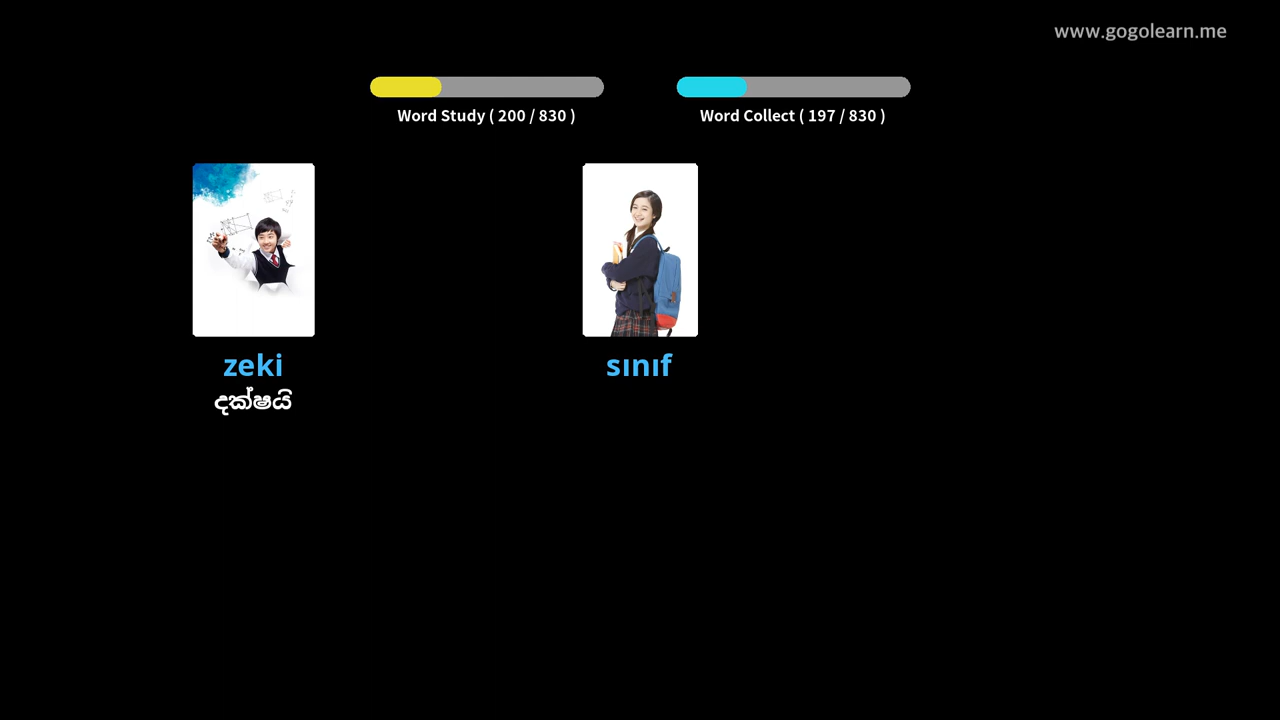 www.gogolearn.me
Word Study ( 200 / 830 )
Word Collect ( 197 / 830 )
zeki
දක්ෂයි
sınıf